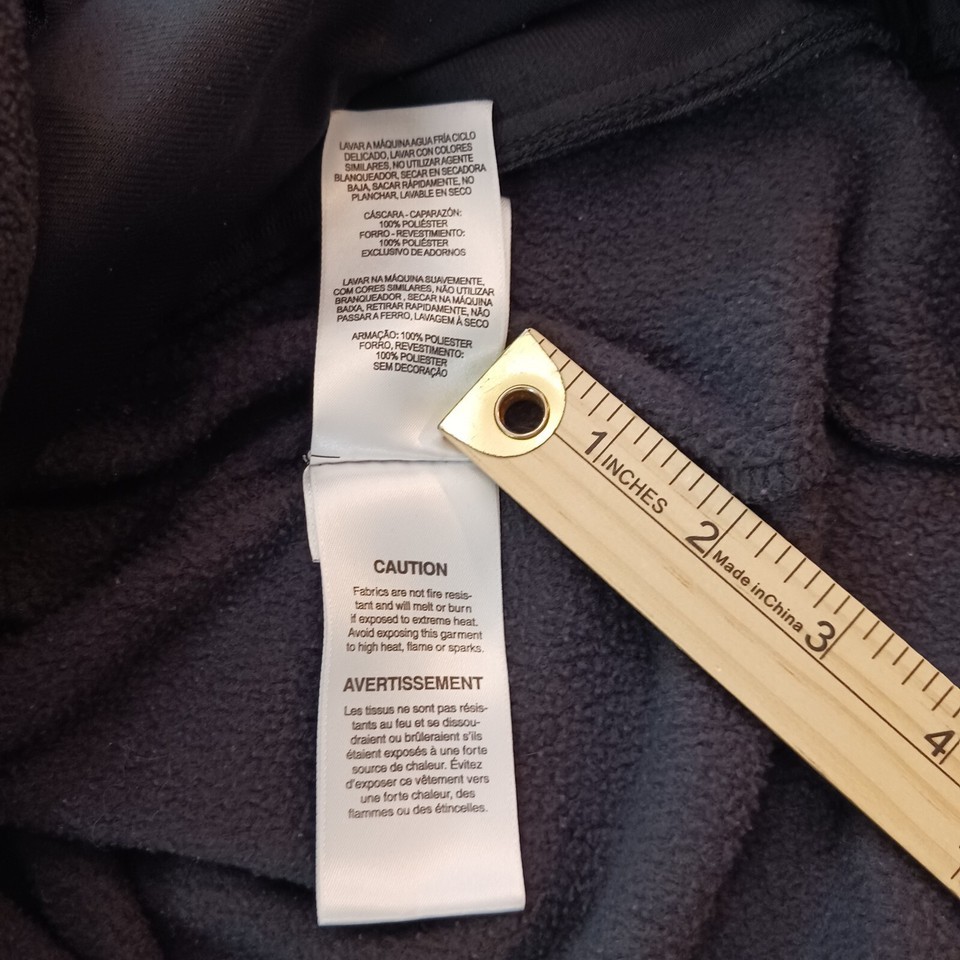 LAVAR A MÁQUINA AGUA FRÍA CICLO
DELICADO, LAVAR CON COLORES
SIMILARES, NO UTILIZAR AGENTE
BLANQUEADOR, SECAR EN SECADORA
BAJA, SACAR RÁPIDAMENTE, NO
PLANCHAR, LAVABLE EN SECO
CÁSCARA - CAPARAZÓN:
100% POLIÉSTER
FORRO - REVESTIMIENTO:
100% POLIÉSTER
EXCLUSIVO DE ADORNOS
LAVAR NA MÁQUINA SUAVEMENTE,
COM CORES SIMILARES, NÃO UTILIZAR
BRANQUEADOR , SECAR NA MÁQUINA
BAIXA, RETIRAR RAPIDAMENTE, NÃO
PASSAR A FERRO, LAVAGEM À SECO
ARMAÇÃO: 100% POLIESTER
FORRO, REVESTIMENTO:
100% POLIESTER
SEM DECORAÇÃO
CAUTION
Fabrics are not fire resis-
tant and will melt or burn
if exposed to extreme heat.
Avoid exposing this garment
to high heat, flame or sparks.
AVERTISSEMENT
Les tissus ne sont pas résis-
tants au feu et se dissou-
draient ou brûleraient s'ils
étaient exposés à une forte
source de chaleur. Évitez
d'exposer ce vêtement vers
une forte chaleur, des
flammes ou des étincelles.
1 INCHES 2 Made in China 3 4